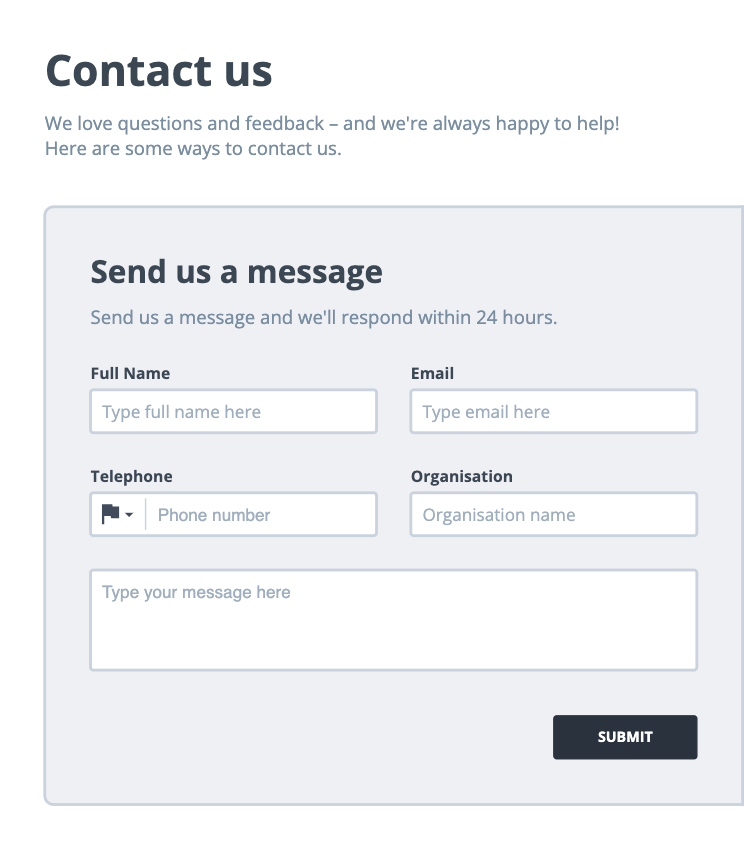 Contact us
We love questions and feedback – and we're always happy to help!
Here are some ways to contact us.
Send us a message
Send us a message and we'll respond within 24 hours.
Full Name
Email
Type full name here
Type email here
Telephone
Organisation
Phone number
Organisation name
Type your message here
SUBMIT